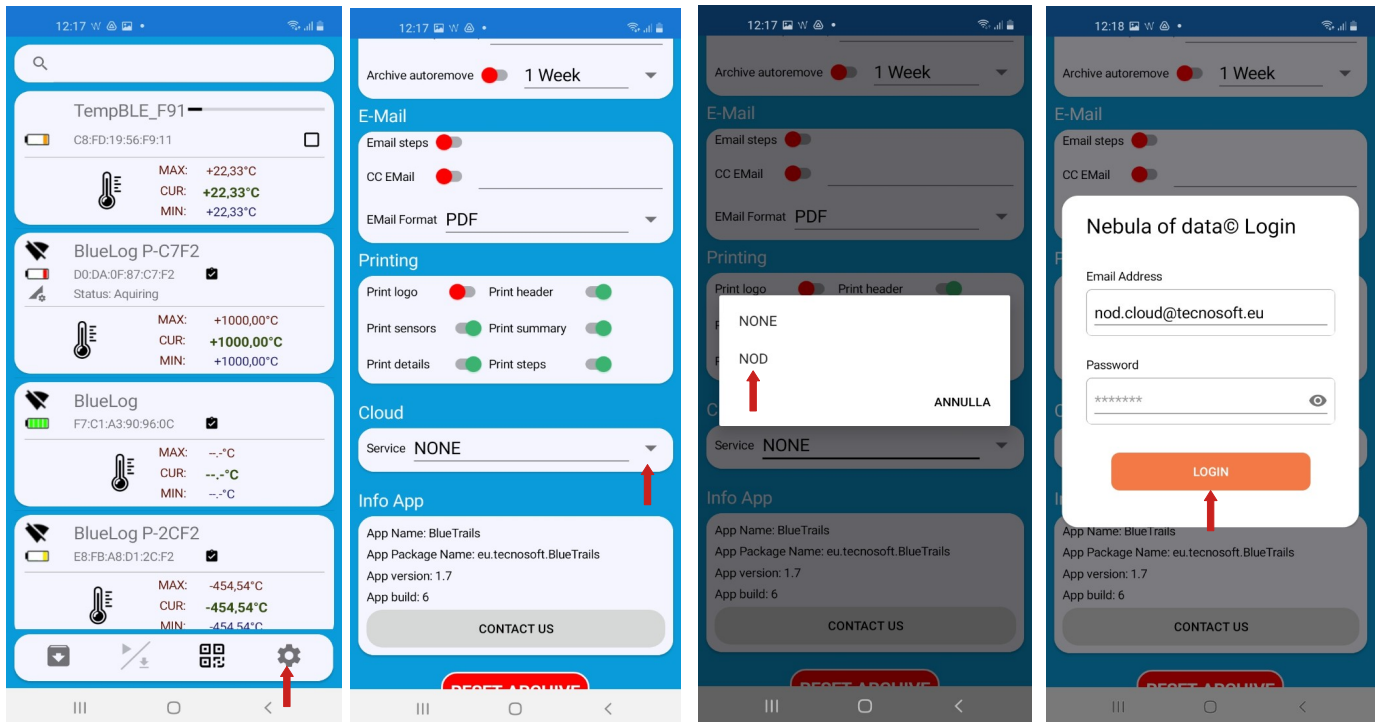 12:17
TempBLE_F91
C8:FD:19:56:F9:11
MAX: +22,33°C
CUR: +22,33°C
MIN: +22,33°C
BlueLog P-C7F2
D0:DA:0F:87:C7:F2
Status: Aquiring
MAX: +1000,00°C
CUR: +1000,00°C
MIN: +1000,00°C
BlueLog
F7:C1:A3:90:96:0C
MAX: --.-°C
CUR: --.-°C
MIN: --.-°C
BlueLog P-2CF2
E8:FB:A8:D1:2C:F2
MAX: -454,54°C
CUR: -454,54°C
MIN: -454,54°C
12:17
Archive autoremove 1 Week
E-Mail
Email steps
CC EMail
EMail Format PDF
Printing
Print logo Print header
Print sensors Print summary
Print details Print steps
Cloud
Service NONE
Info App
App Name: BlueTrails
App Package Name: eu.tecnosoft.BlueTrails
App version: 1.7
App build: 6
CONTACT US
RESET ARCHIVE
12:17
Archive autoremove 1 Week
E-Mail
Email steps
CC EMail
EMail Format PDF
Printing
Print logo Print header
NONE
NOD
ANNULLA
Service NONE
Info App
App Name: BlueTrails
App Package Name: eu.tecnosoft.BlueTrails
App version: 1.7
App build: 6
CONTACT US
RESET ARCHIVE
12:18
Archive autoremove 1 Week
E-Mail
Email steps
CC EMail
Nebula of data© Login
Email Address
nod.cloud@tecnosoft.eu
Password
*******
LOGIN
App Name: BlueTrails
App Package Name: eu.tecnosoft.BlueTrails
App version: 1.7
App build: 6
CONTACT US
RESET ARCHIVE